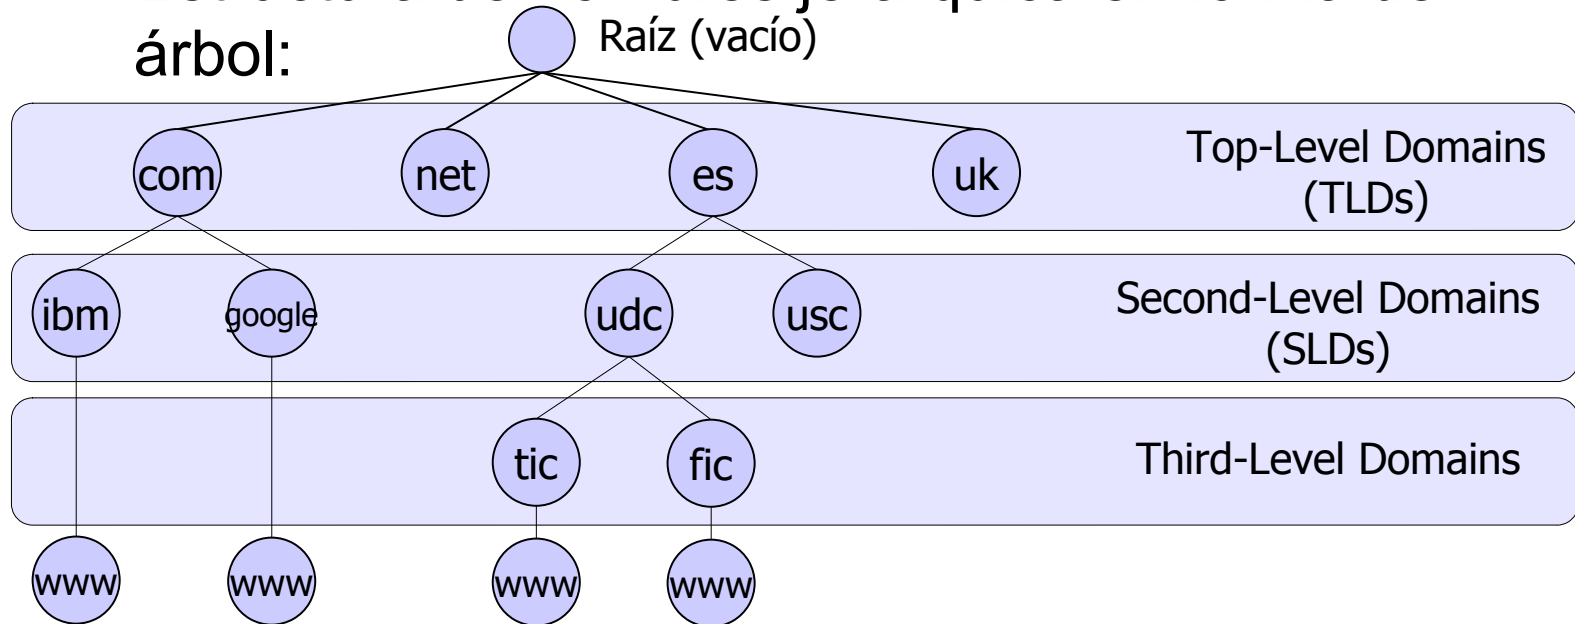 árbol:
Raíz (vacío)
com net es uk
Top-Level Domains
(TLDs)
ibm google udc usc
Second-Level Domains
(SLDs)
tic fic
Third-Level Domains
www www www www